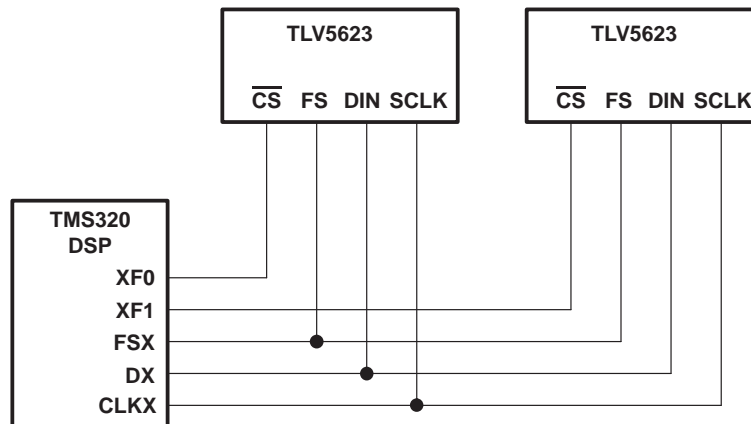 TLV5623
CS FS DIN SCLK
TLV5623
CS FS DIN SCLK
TMS320
DSP
XF0
XF1
FSX
DX
CLKX